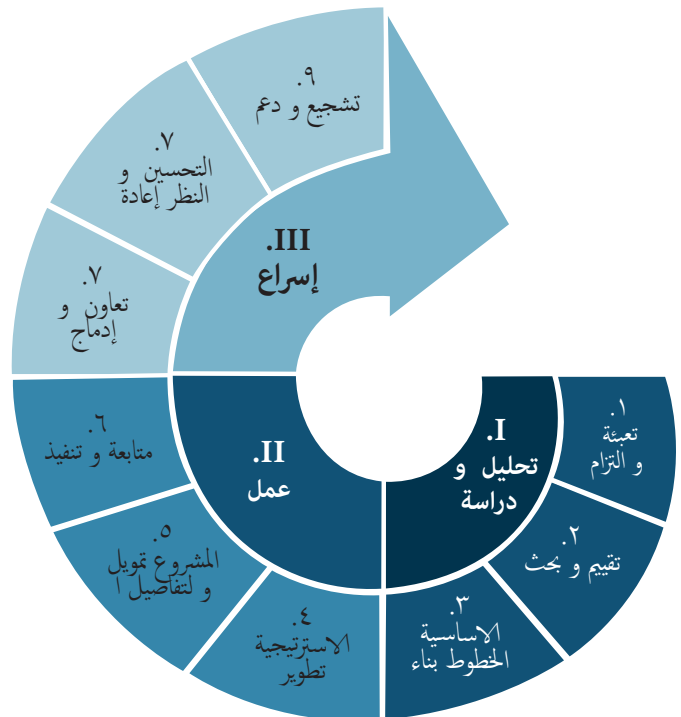 I.
تحليل و
دراسة
١.
تعبئة
و التزام
٢.
تقييم و بحث
٣.
الاساسية
الخطوط بناء
II.
عمل
٤.
الاسترتيجية
تطوير
٥.
المشروع تمويل
و لتفاصيل ا
٦.
متابعة و تنفيذ
III.
إسراع
٧.
تعاون و
إدماج
٧.
التحسين و
النظر إعادة
٩.
تشجيع و دعم